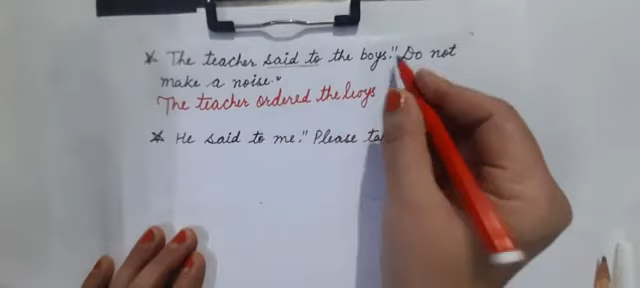 * The teacher said to the boys." Do not
make a noise."
The teacher ordered the boys
* He said to me." Please